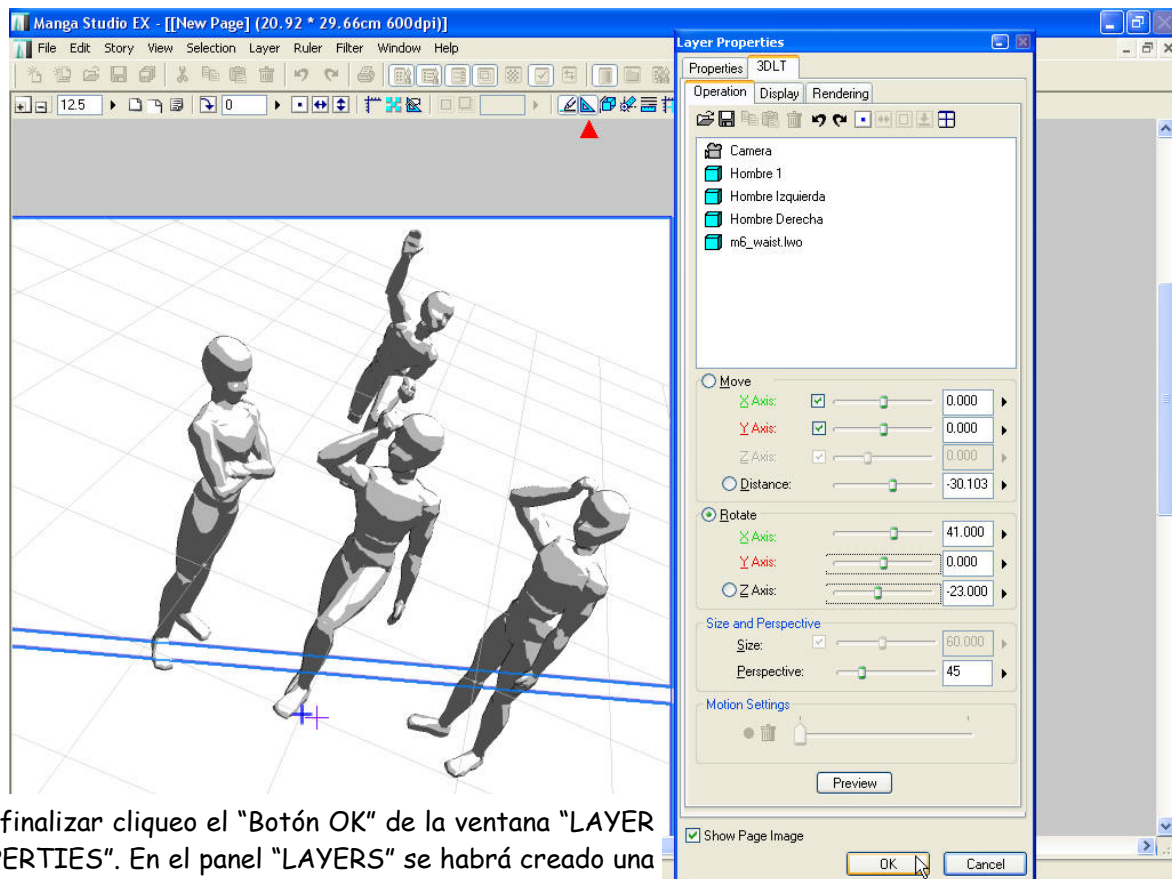 Manga Studio EX - [[New Page] (20.92 * 29.66cm 600dpi)]
File Edit Story View Selection Layer Ruler Filter Window Help
12.5
0
Layer Properties
Properties 3DLT
Operation Display Rendering
Camera
Hombre 1
Hombre Izquierda
Hombre Derecha
m6_waist.lwo
Move
X Axis: 0.000
Y Axis: 0.000
Z Axis: 0.000
Distance: -30.103
Rotate
X Axis: 41.000
Y Axis: 0.000
Z Axis: -23.000
Size and Perspective
Size: 60.000
Perspective: 45
Motion Settings
Preview
Show Page Image
OK Cancel
finalizar cliqueo el “Botón OK” de la ventana “LAYER
PERTIES”. En el panel “LAYERS” se habrá creado una